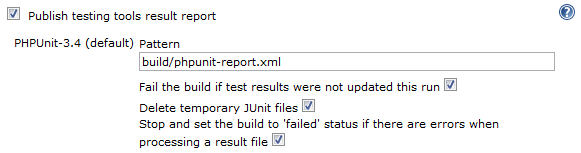 Publish testing tools result report
PHPUnit-3.4 (default) Pattern
build/phpunit-report.xml
Fail the build if test results were not updated this run
Delete temporary JUnit files
Stop and set the build to 'failed' status if there are errors when
processing a result file